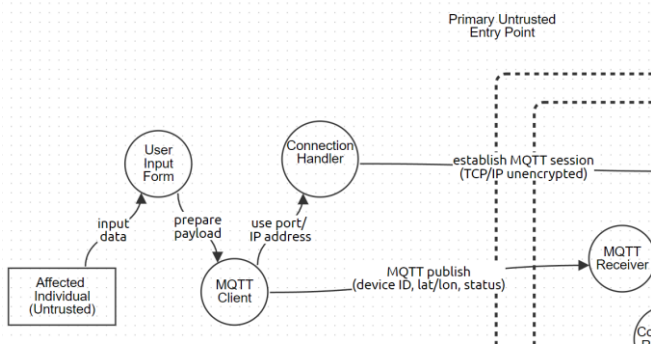 Primary Untrusted
Entry Point
User
Input
Form
Connection
Handler
establish MQTT session
(TCP/IP unencrypted)
input
data
prepare
payload
use port/
IP address
MQTT
Receiver
Affected
Individual
(Untrusted)
MQTT
Client
MQTT publish
(device ID, lat/lon, status)